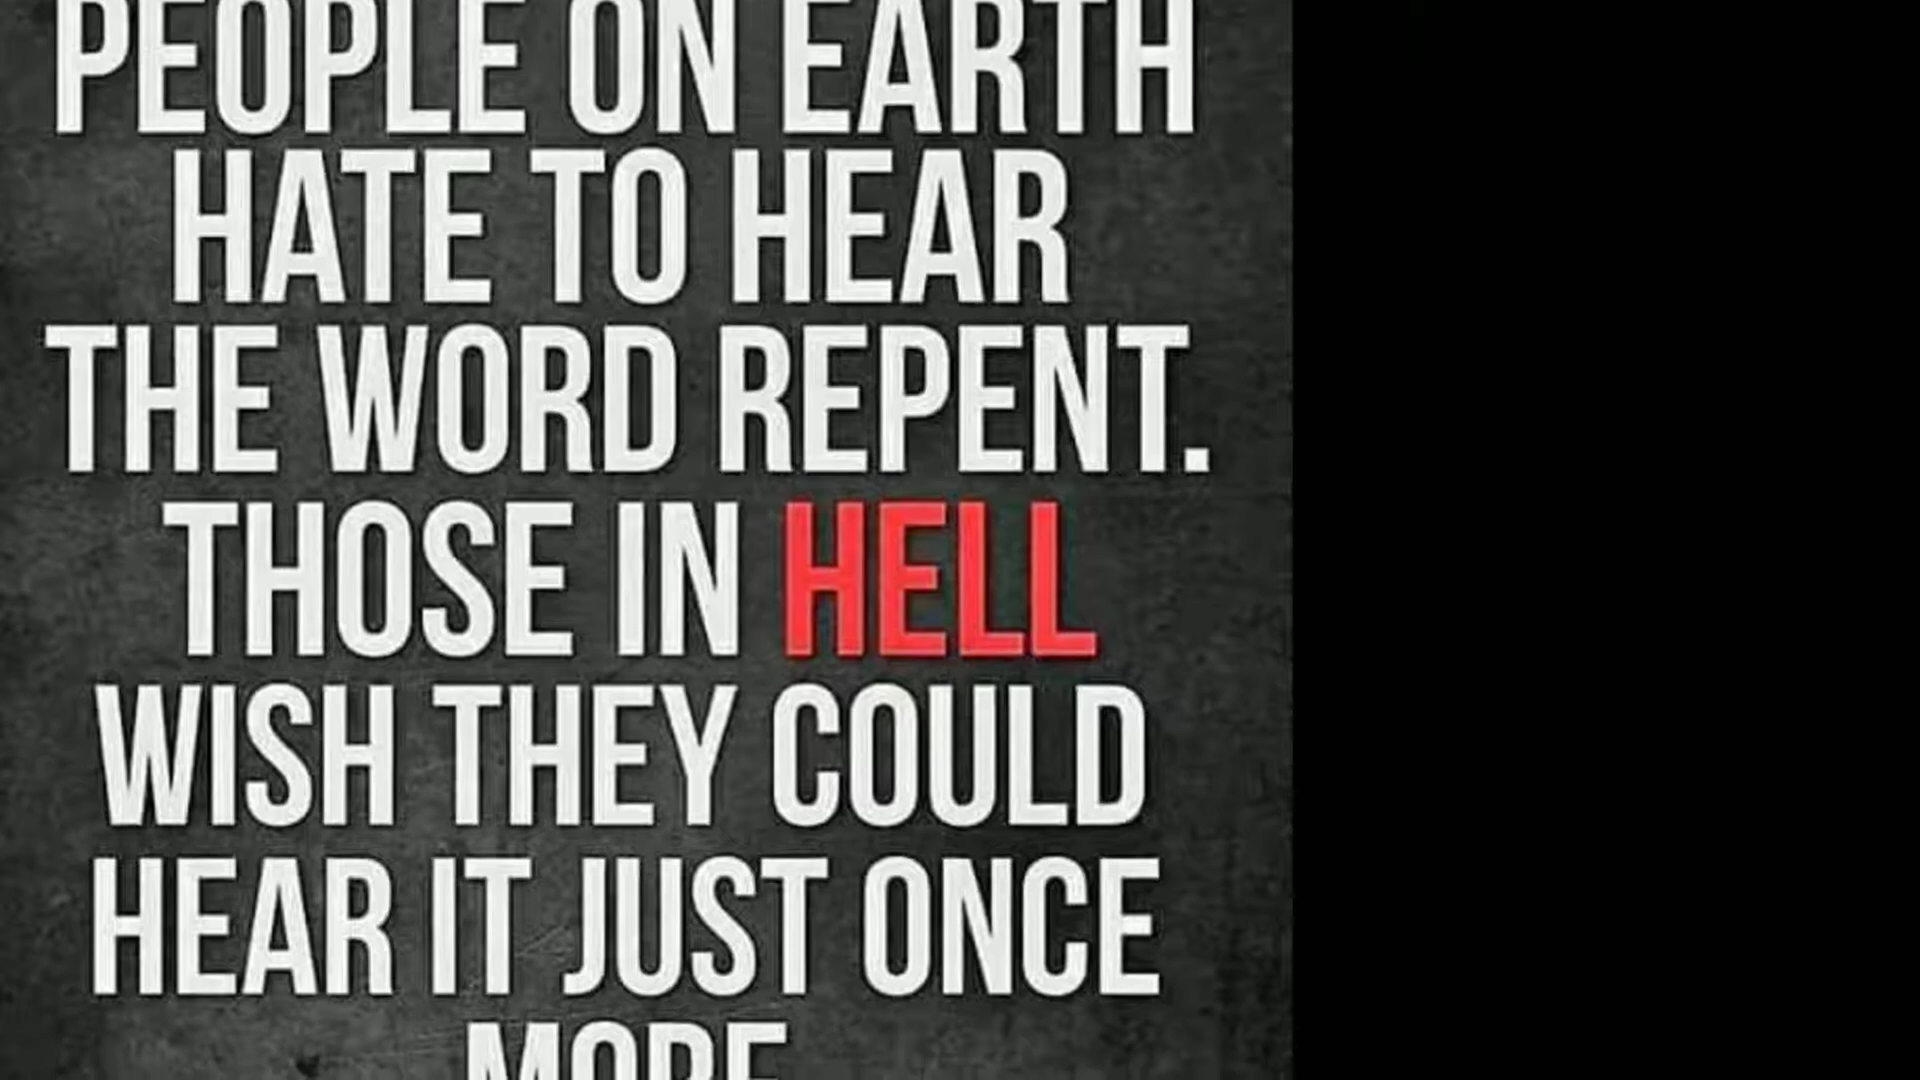 PEOPLE ON EARTH
HATE TO HEAR
THE WORD REPENT.
THOSE IN HELL
WISH THEY COULD
HEAR IT JUST ONCE
MORE